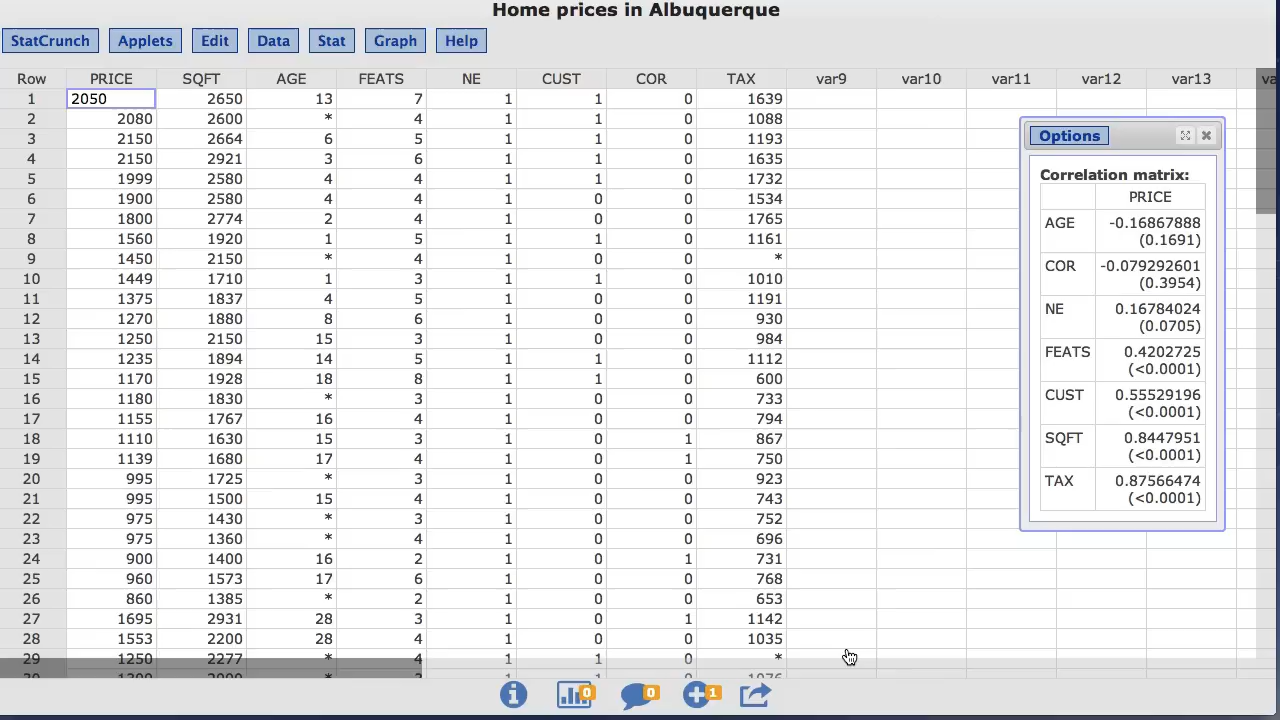 Home prices in Albuquerque
StatCrunch Applets Edit Data Stat Graph Help
Row PRICE SQFT AGE FEATS NE CUST COR TAX var9 var10 var11 var12 var13 va
1 2050 2650 13 7 1 1 0 1639
2 2080 2600 * 4 1 1 0 1088
3 2150 2664 6 5 1 1 0 1193
4 2150 2921 3 6 1 1 0 1635
5 1999 2580 4 4 1 1 0 1732
6 1900 2580 4 4 1 0 0 1534
7 1800 2774 2 4 1 0 0 1765
8 1560 1920 1 5 1 1 0 1161
9 1450 2150 * 4 1 0 0 *
10 1449 1710 1 3 1 1 0 1010
11 1375 1837 4 5 1 0 0 1191
12 1270 1880 8 6 1 0 0 930
13 1250 2150 15 3 1 0 0 984
14 1235 1894 14 5 1 1 0 1112
15 1170 1928 18 8 1 1 0 600
16 1180 1830 * 3 1 0 0 733
17 1155 1767 16 4 1 0 0 794
18 1110 1630 15 3 1 0 1 867
19 1139 1680 17 4 1 0 1 750
20 995 1725 * 3 1 0 0 923
21 995 1500 15 4 1 0 0 743
22 975 1430 * 3 1 0 0 752
23 975 1360 * 4 1 0 0 696
24 900 1400 16 2 1 0 1 731
25 960 1573 17 6 1 0 0 768
26 860 1385 * 2 1 0 0 653
27 1695 2931 28 3 1 0 1 1142
28 1553 2200 28 4 1 0 0 1035
29 1250 2277 * 4 1 1 0 *
Options
Correlation matrix:
PRICE
AGE -0.16867888
(0.1691)
COR -0.079292601
(0.3954)
NE 0.16784024
(0.0705)
FEATS 0.4202725
(<0.0001)
CUST 0.55529196
(<0.0001)
SQFT 0.8447951
(<0.0001)
TAX 0.87566474
(<0.0001)
0 0 1